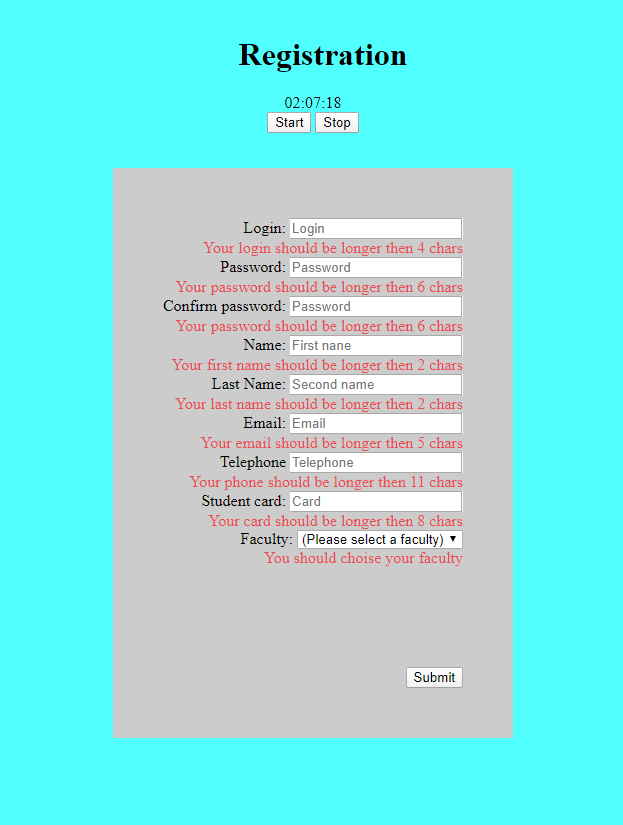 Registration
02:07:18
Start Stop
Login: Login
Your login should be longer then 4 chars
Password: Password
Your password should be longer then 6 chars
Confirm password: Password
Your password should be longer then 6 chars
Name: First nane
Your first name should be longer then 2 chars
Last Name: Second name
Your last name should be longer then 2 chars
Email: Email
Your email should be longer then 5 chars
Telephone Telephone
Your phone should be longer then 11 chars
Student card: Card
Your card should be longer then 8 chars
Faculty: (Please select a faculty)
You should choise your faculty
Submit